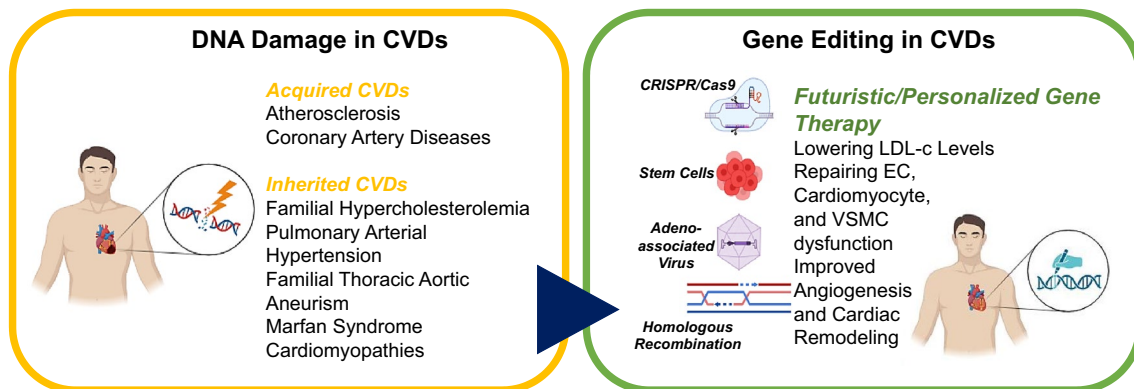 DNA Damage in CVDs
Acquired CVDs
Atherosclerosis
Coronary Artery Diseases
Inherited CVDs
Familial Hypercholesterolemia
Pulmonary Arterial
Hypertension
Familial Thoracic Aortic
Aneurism
Marfan Syndrome
Cardiomyopathies
Gene Editing in CVDs
CRISPR/Cas9
Stem Cells
Adeno-
associated
Virus
Homologous
Recombination
Futuristic/Personalized Gene
Therapy
Lowering LDL-c Levels
Repairing EC,
Cardiomyocyte,
and VSMC
dysfunction
Improved
Angiogenesis
and Cardiac
Remodeling